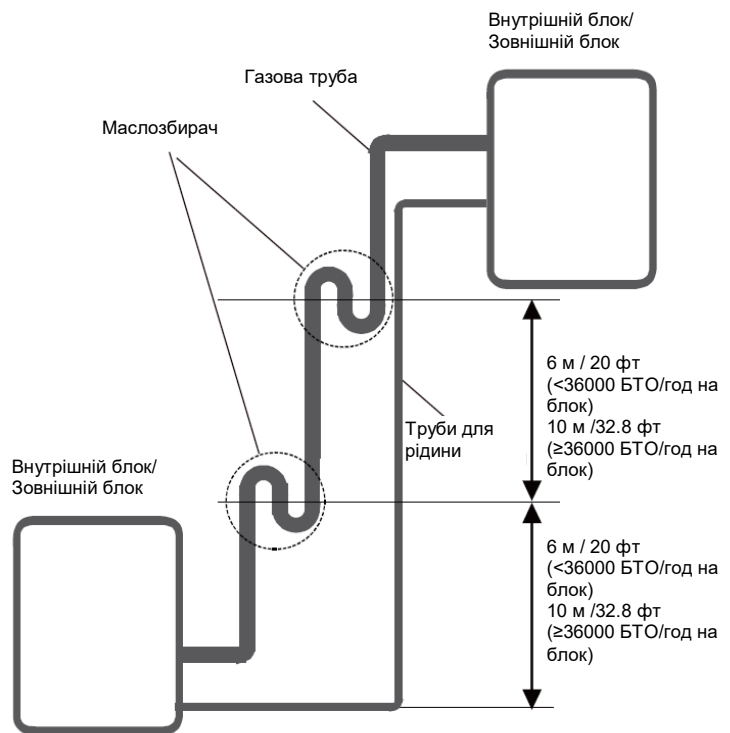 Внутрішній блок/
Зовнішній блок
Газова труба
Маслозбирач
6 м / 20 фт
(<36000 БТО/год на
блок)
10 м /32.8 фт
(≥36000 БТО/год на
блок)
Труби для
рідини
Внутрішній блок/
Зовнішній блок
6 м / 20 фт
(<36000 БТО/год на
блок)
10 м /32.8 фт
(≥36000 БТО/год на
блок)